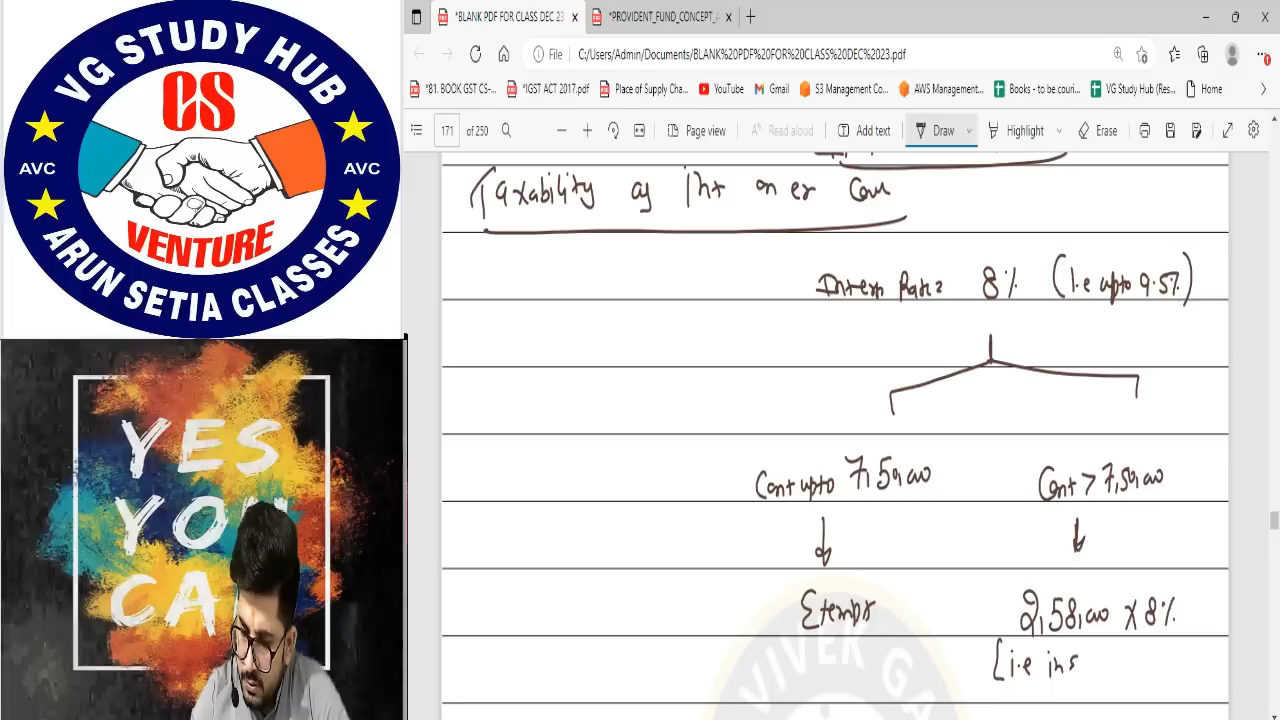 VG STUDY HUB
CS
AVC
AVC
VENTURE
ARUN SETIA CLASSES
YES
YOU
CA
*BLANK PDF FOR CLASS DEC 23
*PROVIDENT_FUND_CONCEPT_
File
C:/Users/Admin/Documents/BLANK%20PDF%20FOR%20CLASS%20DEC%2023.pdf
*81. BOOK GST CS-...
*IGST ACT 2017.pdf
Place of Supply Cha...
YouTube
Gmail
S3 Management Co...
AWS Management...
Books - to be couri...
VG Study Hub (Res...
Home
171 of 250
Page view
Read aloud
Add text
Draw
Highlight
Erase
Taxability of Int on er Con
Interest Rate = 8% (i.e upto 9.5%)
Cont upto 7,50,000
Cont > 7,50,000
Exempt
2,58,000 x 8%
[i.e ins
VIVEK GA